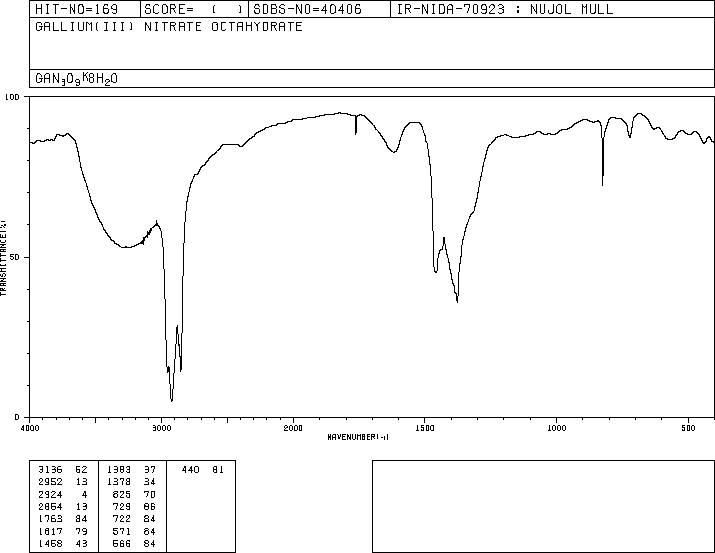 HIT-NO=169 SCORE= ( ) SDBS-NO=40406 IR-NIDA-70923 : NUJOL MULL
GALLIUM(III) NITRATE OCTAHYDRATE
GAN3O9*8H2O
100
50
0
TRANSMITTANCE(%)
4000 3000 2000 1500 1000 500
WAVENUMBER(-1)
3136 62 1383 37 440 81
2952 13 1378 34
2924 4 825 70
2854 13 729 86
1763 84 722 84
1617 79 571 84
1458 43 566 84